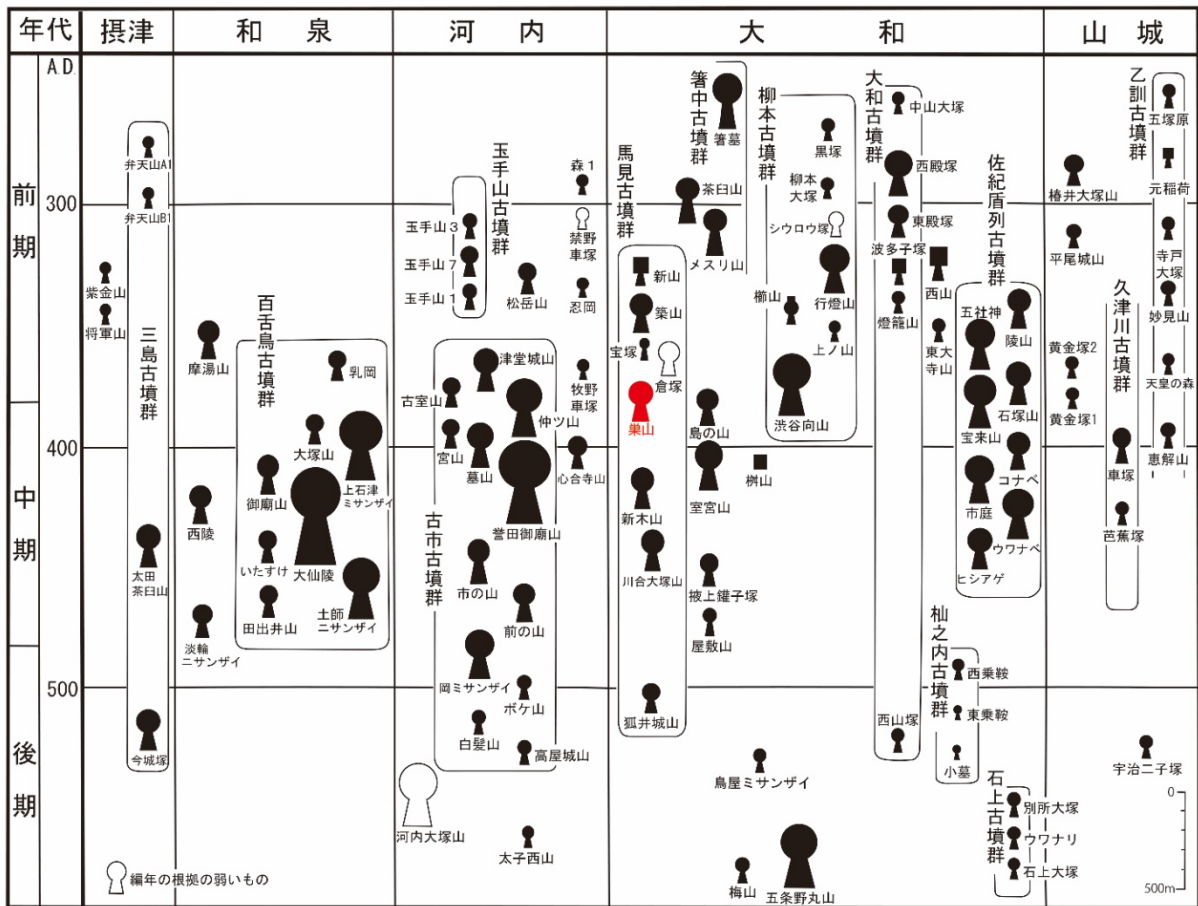 年代
摂津
和泉
河内
大和
山城
A.D.
300
400
500
前期
中期
後期
弁天山A1
弁天山B1
紫金山
将軍山
三島古墳群
太田
茶臼山
今城塚
摩湯山
西陵
淡輪
ニサンザイ
百舌鳥古墳群
乳岡
大塚山
上石津
ミサンザイ
御廟山
大仙陵
いたすけ
田出井山
土師
ニサンザイ
玉手山古墳群
玉手山3
玉手山7
玉手山1
松岳山
森1
禁野
車塚
忍岡
牧野
車塚
古市古墳群
津堂城山
古室山
仲ツ山
宮山
墓山
誉田御廟山
心合寺山
市の山
前の山
岡ミサンザイ
ボケ山
白髪山
高屋城山
河内大塚山
太子西山
馬見古墳群
新山
築山
宝塚
倉塚
巣山
新木山
川合大塚山
狐井城山
箸中古墳群
箸墓
茶臼山
メスリ山
島の山
室宮山
桝山
掖上鑵子塚
屋敷山
鳥屋ミサンザイ
梅山
五条野丸山
柳本古墳群
黒塚
柳本
大塚
シウロウ塚
行燈山
櫛山
上ノ山
渋谷向山
大和古墳群
中山大塚
西殿塚
東殿塚
波多子塚
燈籠山
西山塚
西山
東大
寺山
佐紀盾列古墳群
五社神
陵山
石塚山
宝来山
コナベ
市庭
ウワナベ
ヒシアゲ
杣之内古墳群
西乗鞍
東乗鞍
小墓
石上古墳群
別所大塚
ウワナリ
石上大塚
椿井大塚山
平尾城山
黄金塚2
黄金塚1
久津川古墳群
車塚
芭蕉塚
宇治二子塚
乙訓古墳群
五塚原
元稲荷
寺戸
大塚
妙見山
天皇の森
恵解山
0
500m
編年の根拠の弱いもの